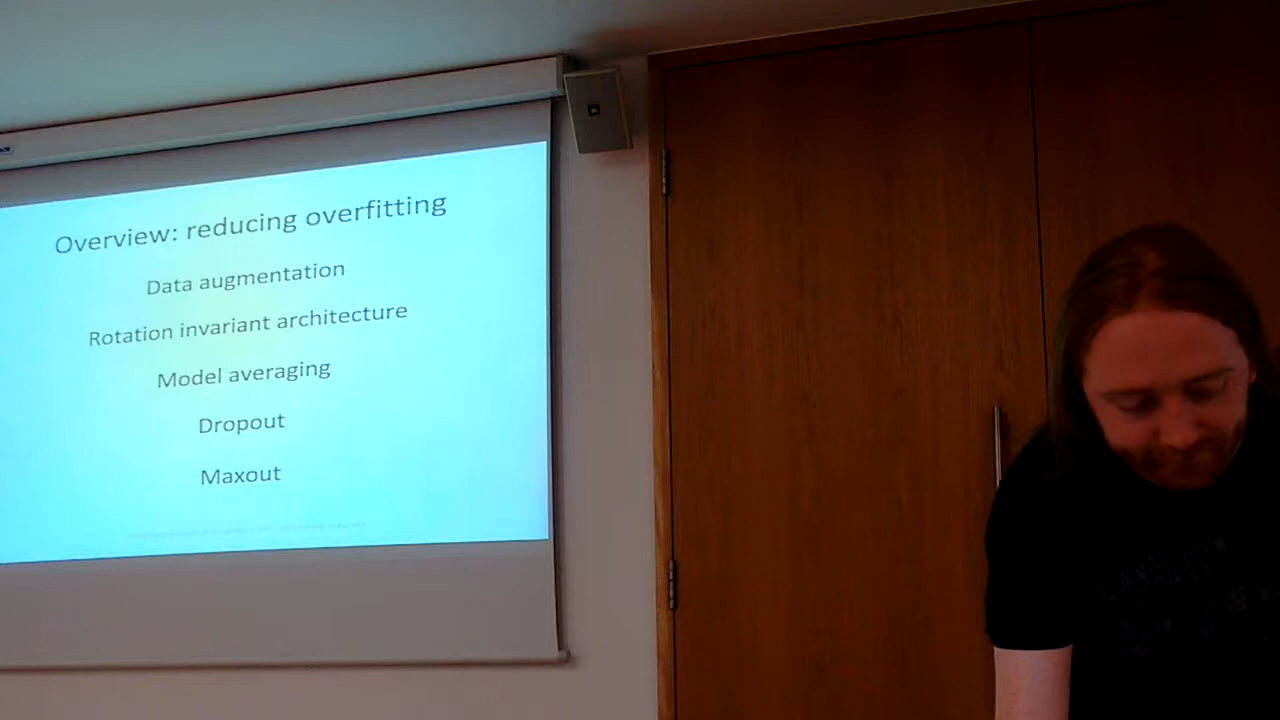 Overview: reducing overfitting
Data augmentation
Rotation invariant architecture
Model averaging
Dropout
Maxout